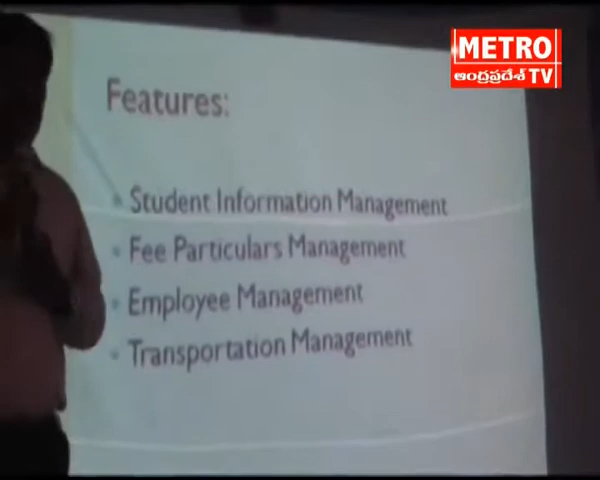 METRO
ఆంధ్రప్రదేశ్ TV
Features:
Student Information Management
Fee Particulars Management
Employee Management
Transportation Management